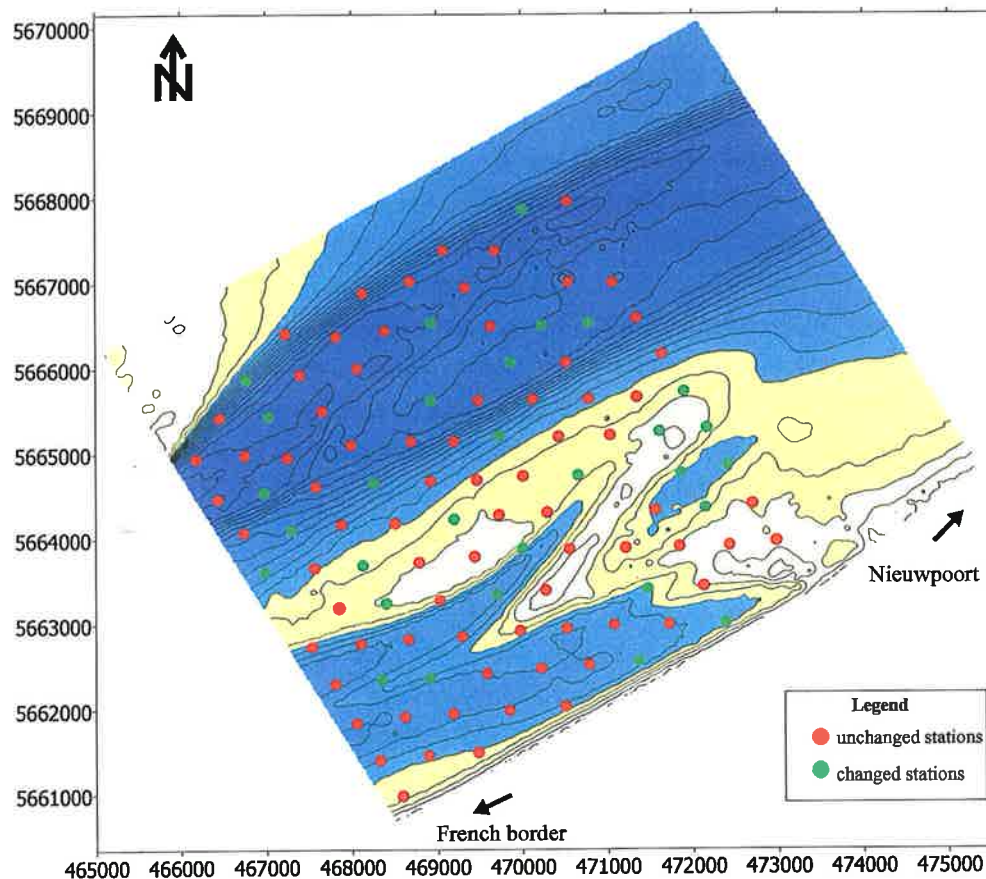 5670000
N
5669000
5668000
5667000
5666000
5665000
5664000
5663000
5662000
5661000
Nieuwpoort
Legend
unchanged stations
changed stations
French border
465000 466000 467000 468000 469000 470000 471000 472000 473000 474000 475000